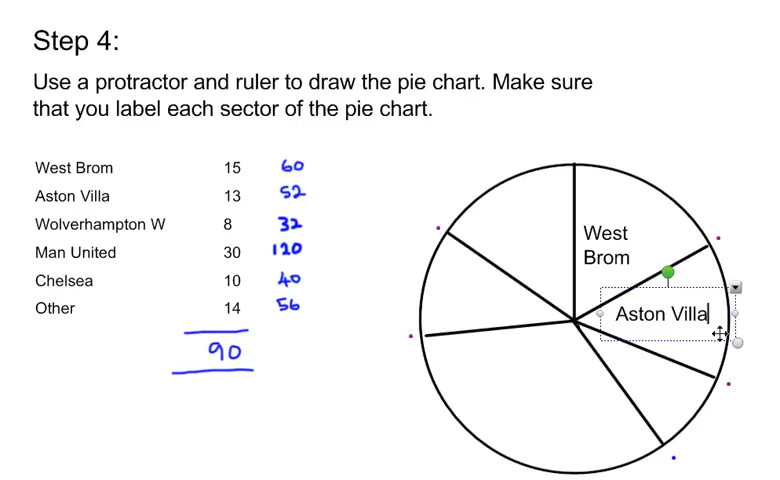 Step 4:
Use a protractor and ruler to draw the pie chart. Make sure
that you label each sector of the pie chart.
West Brom 15 60
Aston Villa 13 52
Wolverhampton W 8 32
Man United 30 120
Chelsea 10 40
Other 14 56
90
West
Brom
Aston Villa